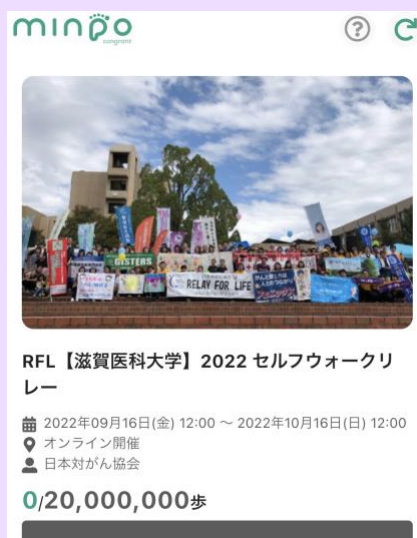 minpo
congrant
?
GISTERS
RELAY FOR LIFE
RFL【滋賀医科大学】2022 セルフウォークリ
レー
2022年09月16日(金) 12:00 ～ 2022年10月16日(日) 12:00
オンライン開催
日本対がん協会
0/20,000,000歩